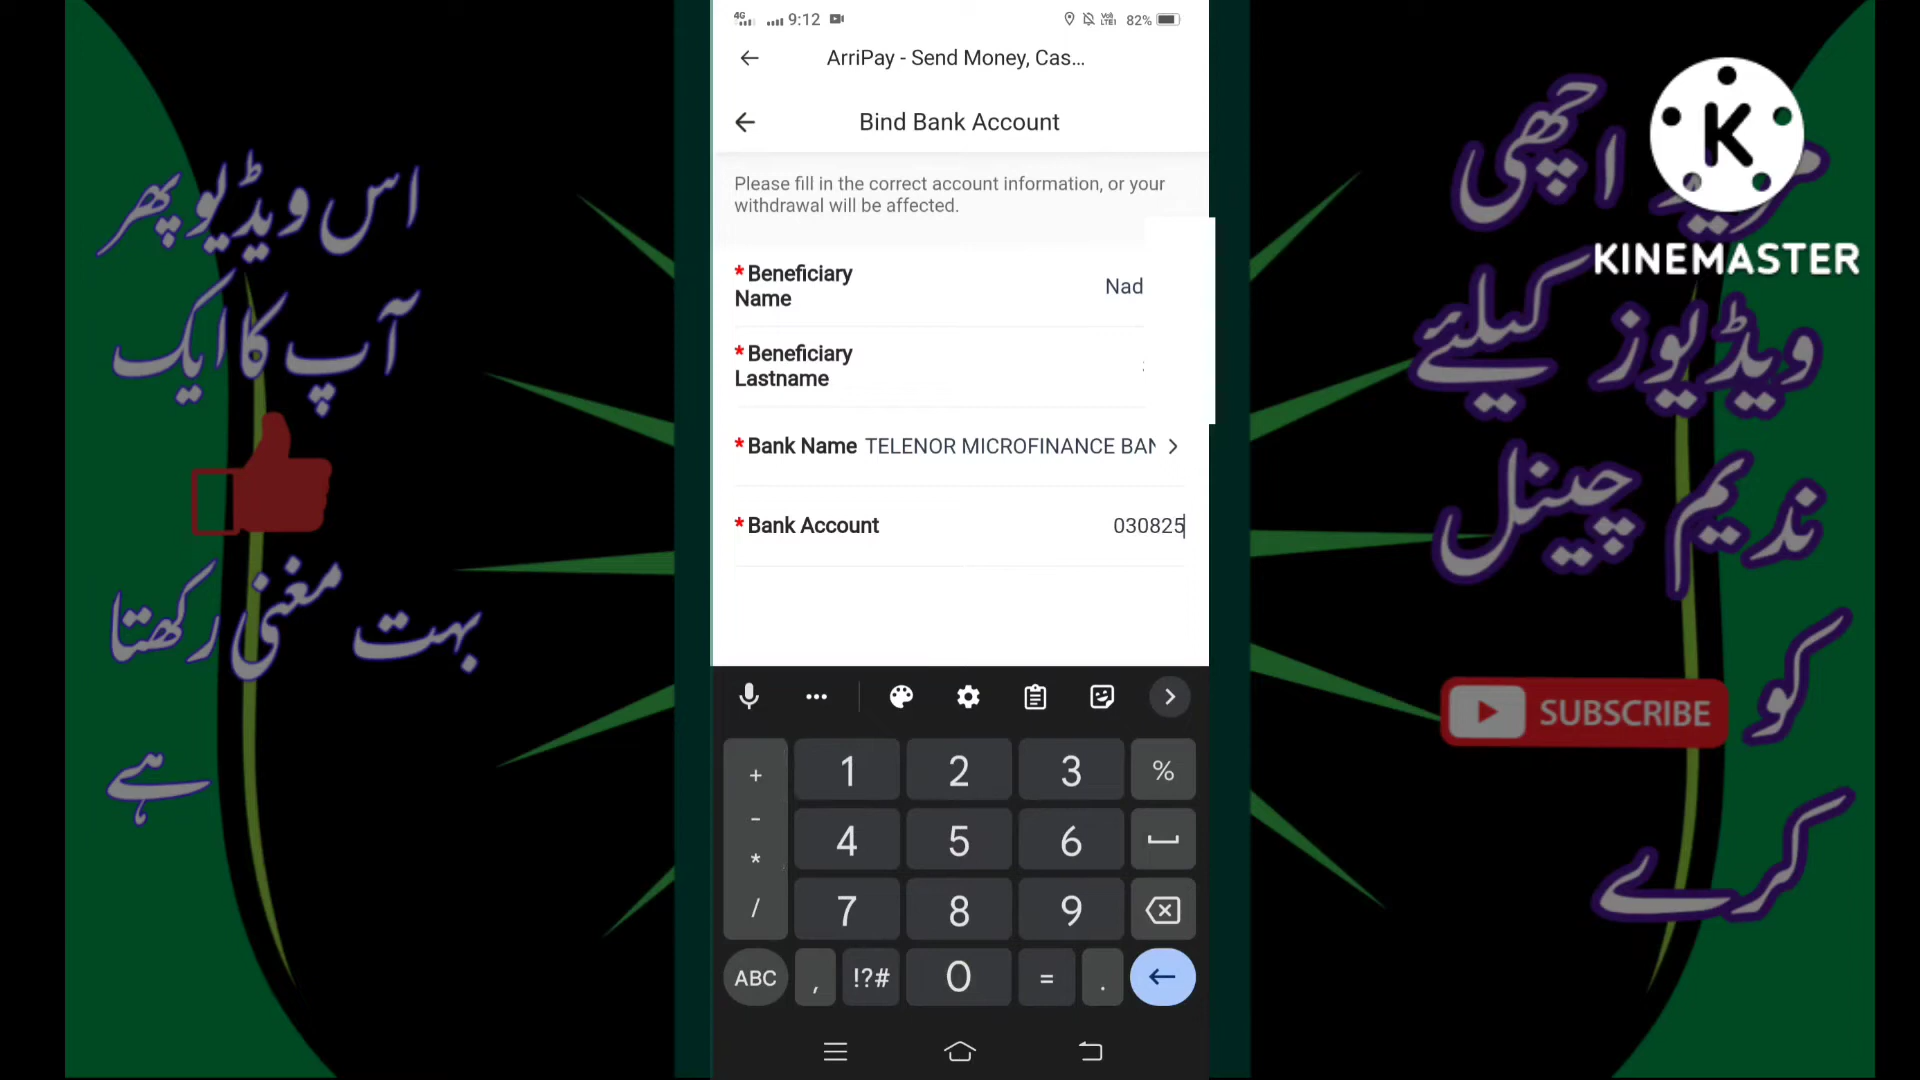 4G 9:12 Vo) LTE1 82%
ArriPay - Send Money, Cas...
Bind Bank Account
Please fill in the correct account information, or your
withdrawal will be affected.
*Beneficiary
Name
Nad
*Beneficiary
Lastname
*Bank Name TELENOR MICROFINANCE BAN
*Bank Account 030825
+ 1 2 3 %
- 4 5 6
*
/ 7 8 9
ABC , !?# 0 = .
اس ویڈیو پھر
آپ کا ایک
بہت مغنی رکھتا
ہے
اچھی
ویڈیوز کیلئے
ندیم چینل
کو
کرے
K
KINEMASTER
SUBSCRIBE